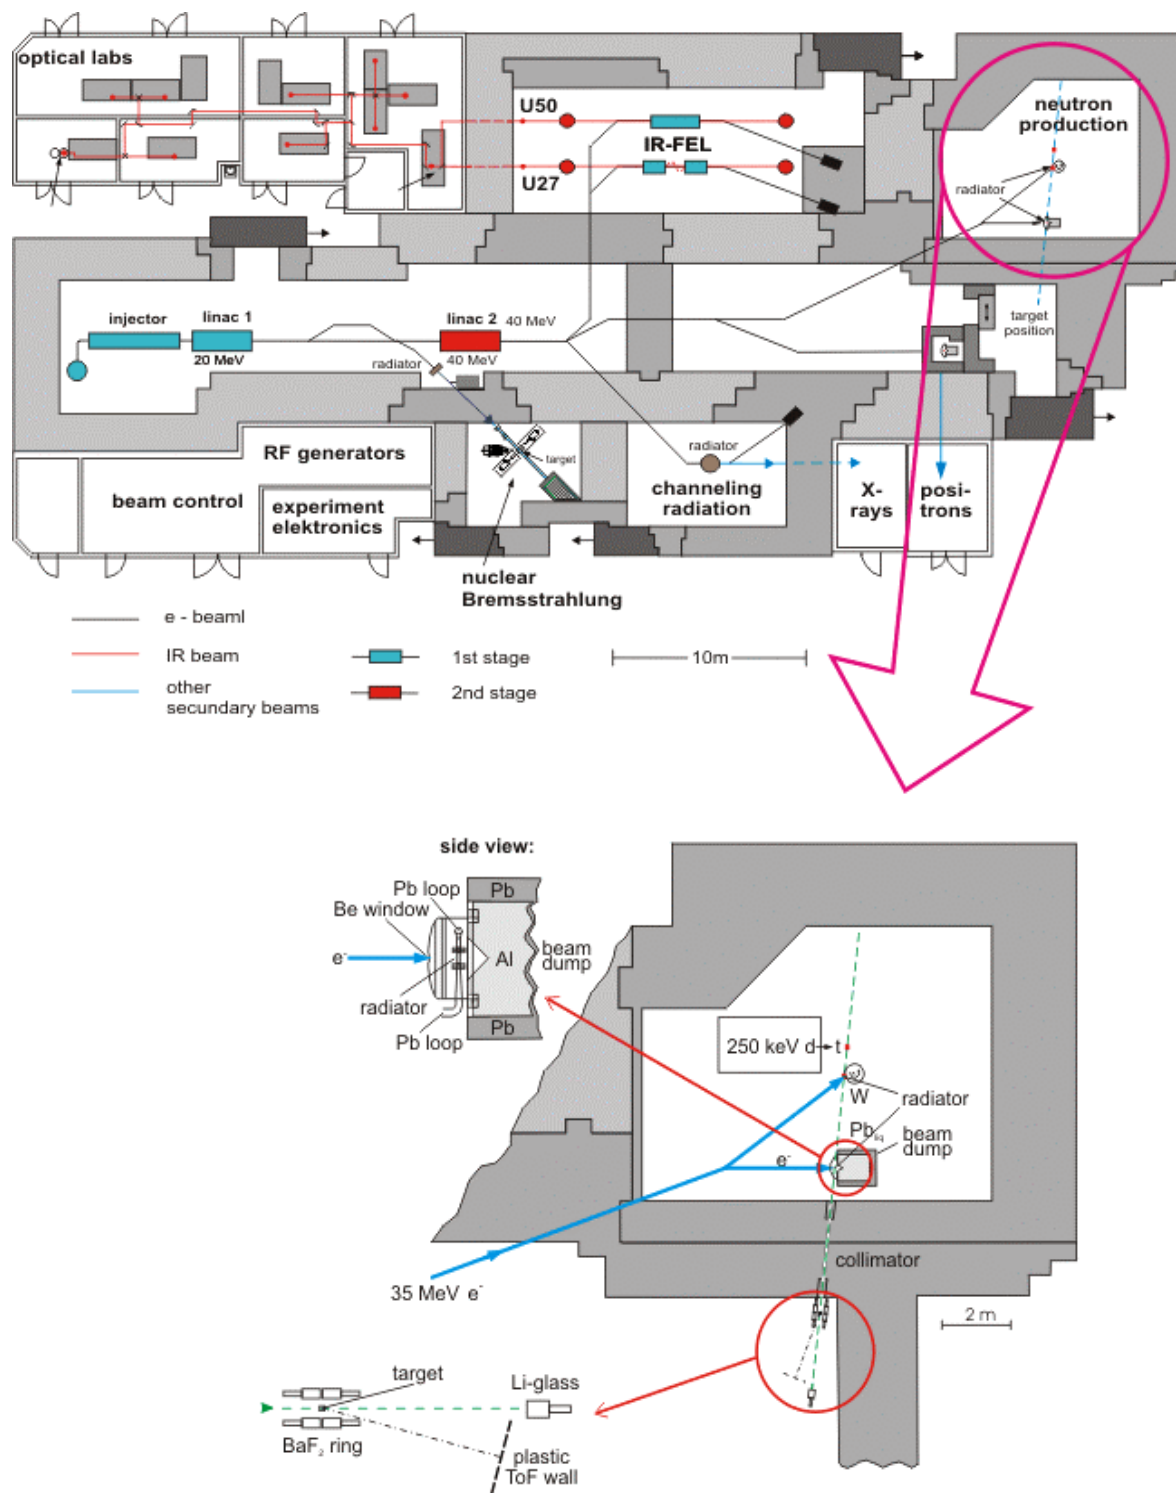 optical labs
U50
IR-FEL
U27
neutron
production
radiator
target
position
injector
linac 1
20 MeV
linac 2
40 MeV
40 MeV
radiator
target
radiator
channeling
radiation
X-
rays
posi-
trons
RF generators
beam control
experiment
elektronics
nuclear
Bremsstrahlung
e - beaml
IR beam
other
secundary beams
1st stage
2nd stage
10m
side view:
Pb loop
Be window
Pb
e-
Al
beam
dump
radiator
Pb
Pb loop
250 keV d t
W
radiator
Pb liq
beam
dump
e-
collimator
35 MeV e-
2 m
target
Li-glass
BaF2 ring
plastic
ToF wall